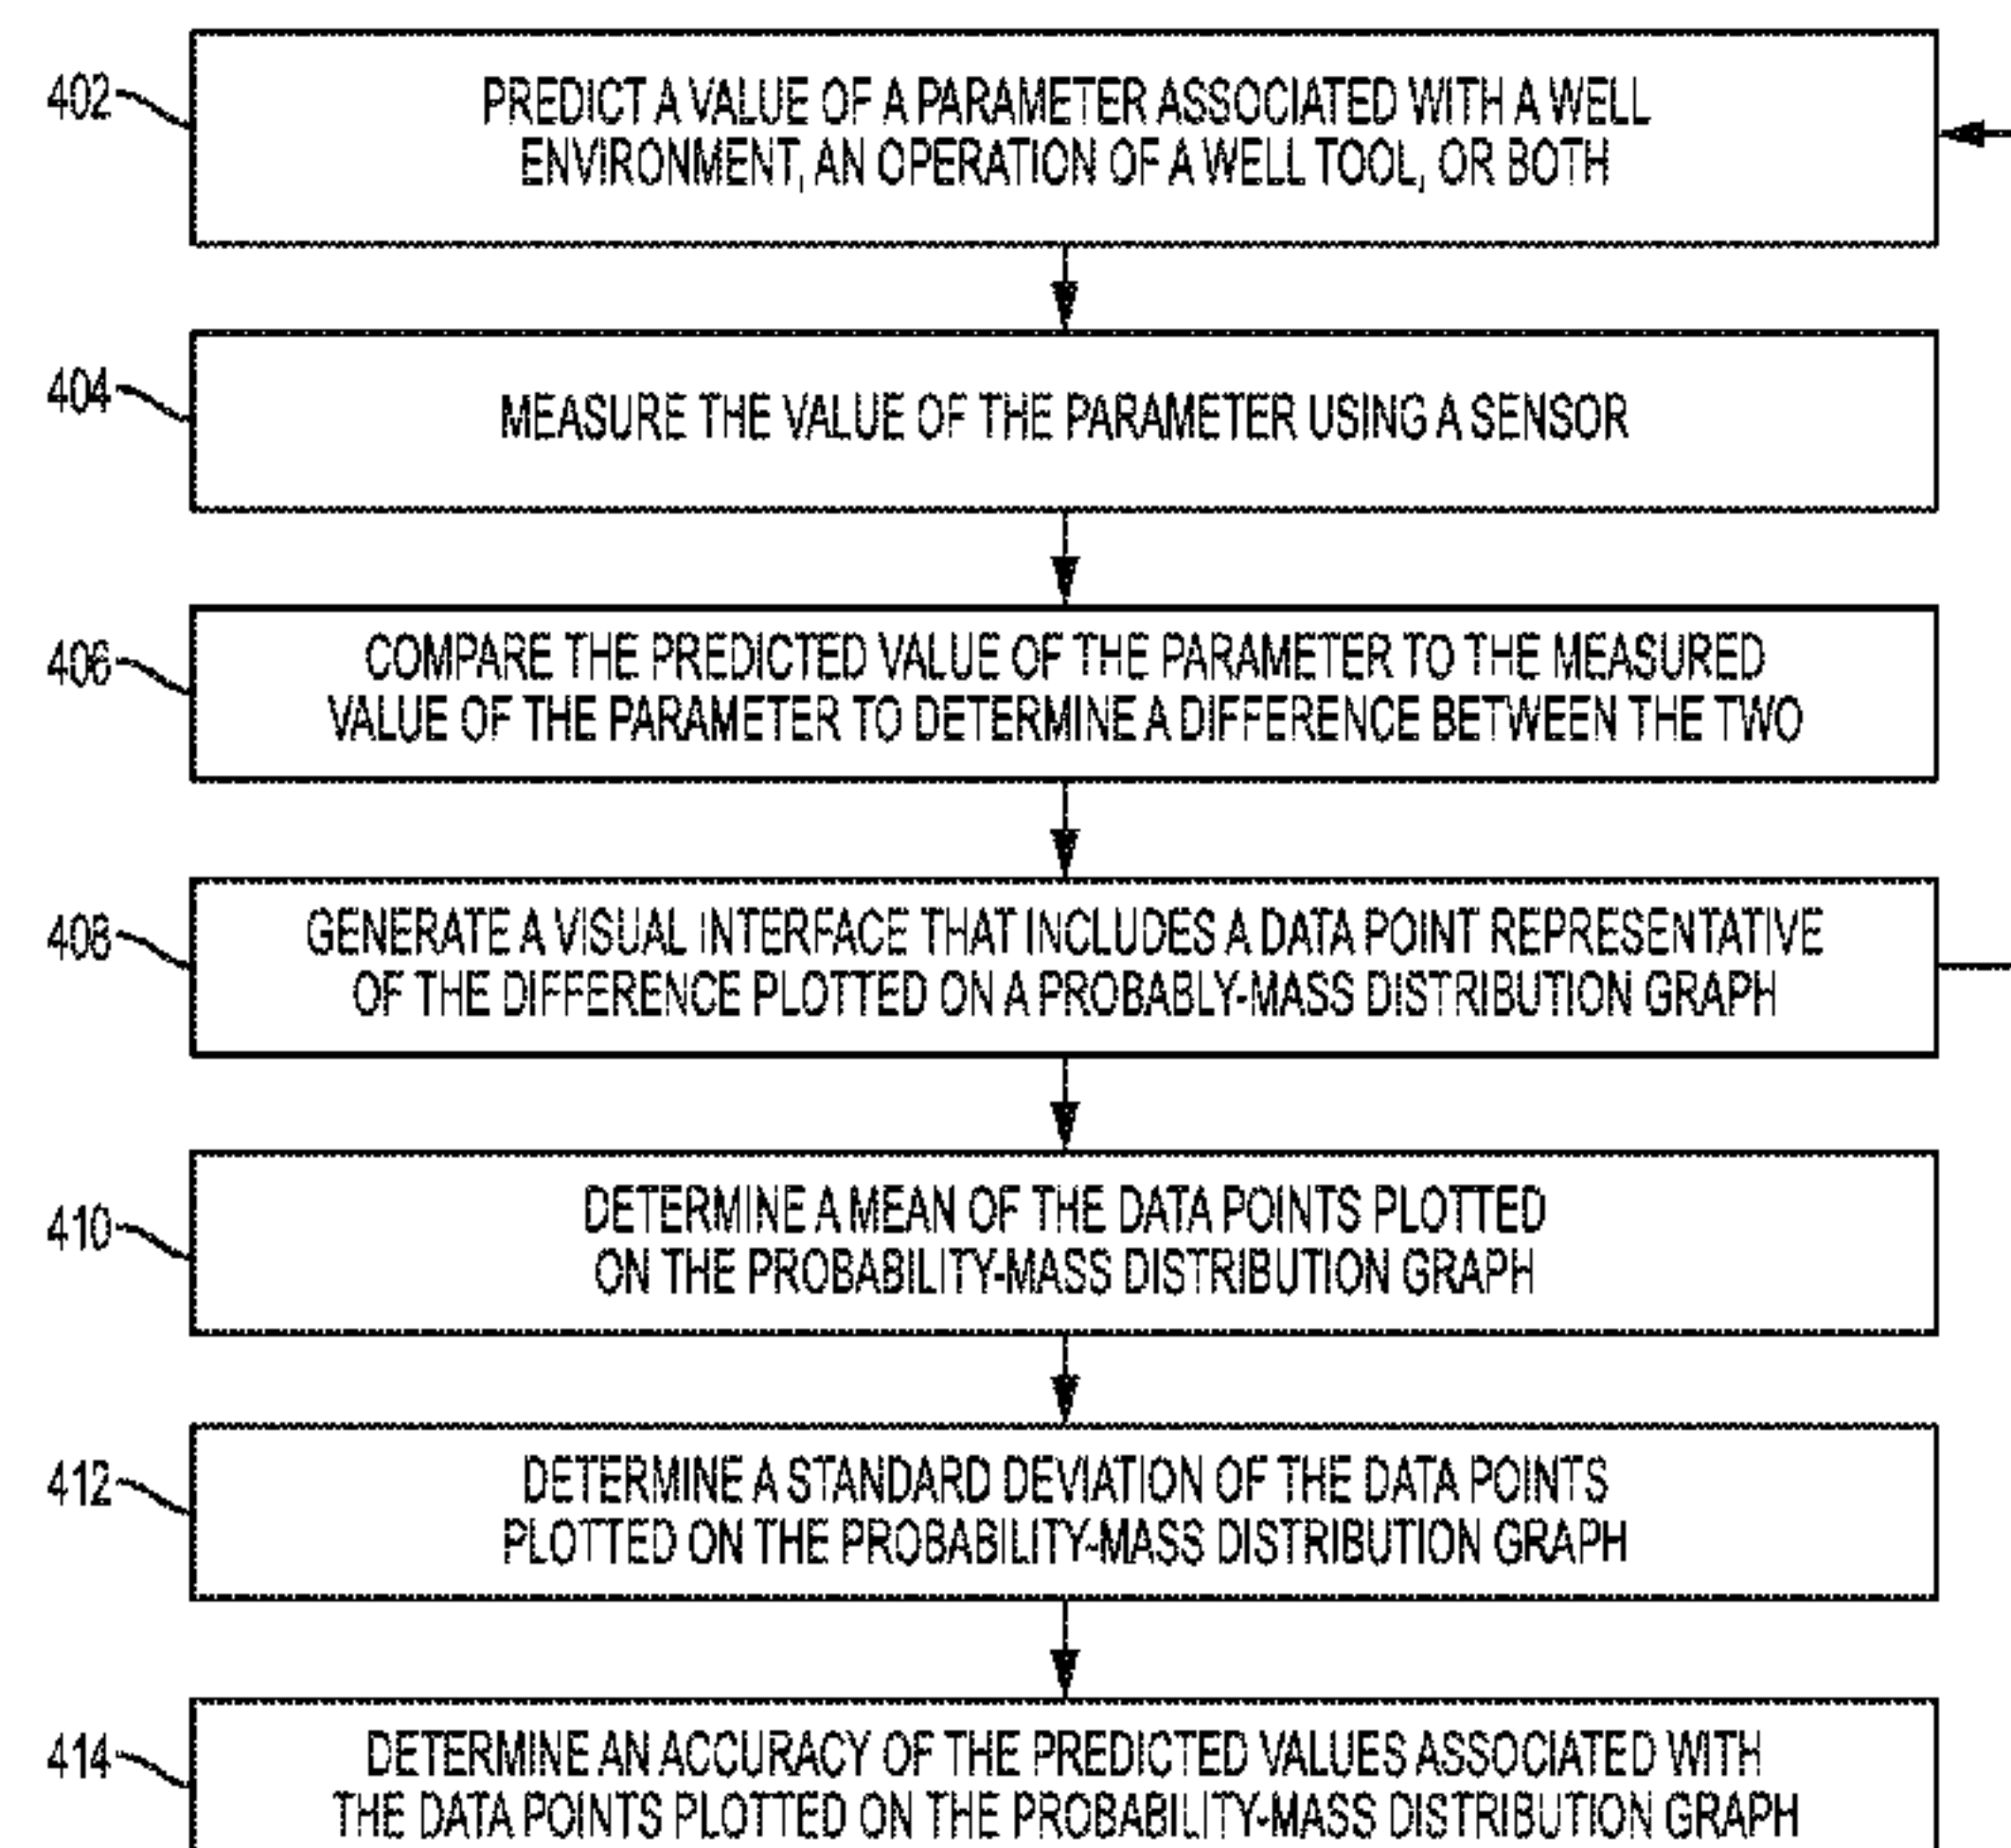 402
PREDICT A VALUE OF A PARAMETER ASSOCIATED WITH A WELL
ENVIRONMENT, AN OPERATION OF A WELL TOOL, OR BOTH
404
MEASURE THE VALUE OF THE PARAMETER USING A SENSOR
406
COMPARE THE PREDICTED VALUE OF THE PARAMETER TO THE MEASURED
VALUE OF THE PARAMETER TO DETERMINE A DIFFERENCE BETWEEN THE TWO
408
GENERATE A VISUAL INTERFACE THAT INCLUDES A DATA POINT REPRESENTATIVE
OF THE DIFFERENCE PLOTTED ON A PROBABLY-MASS DISTRIBUTION GRAPH
410
DETERMINE A MEAN OF THE DATA POINTS PLOTTED
ON THE PROBABILITY-MASS DISTRIBUTION GRAPH
412
DETERMINE A STANDARD DEVIATION OF THE DATA POINTS
PLOTTED ON THE PROBABILITY-MASS DISTRIBUTION GRAPH
414
DETERMINE AN ACCURACY OF THE PREDICTED VALUES ASSOCIATED WITH
THE DATA POINTS PLOTTED ON THE PROBABILITY-MASS DISTRIBUTION GRAPH